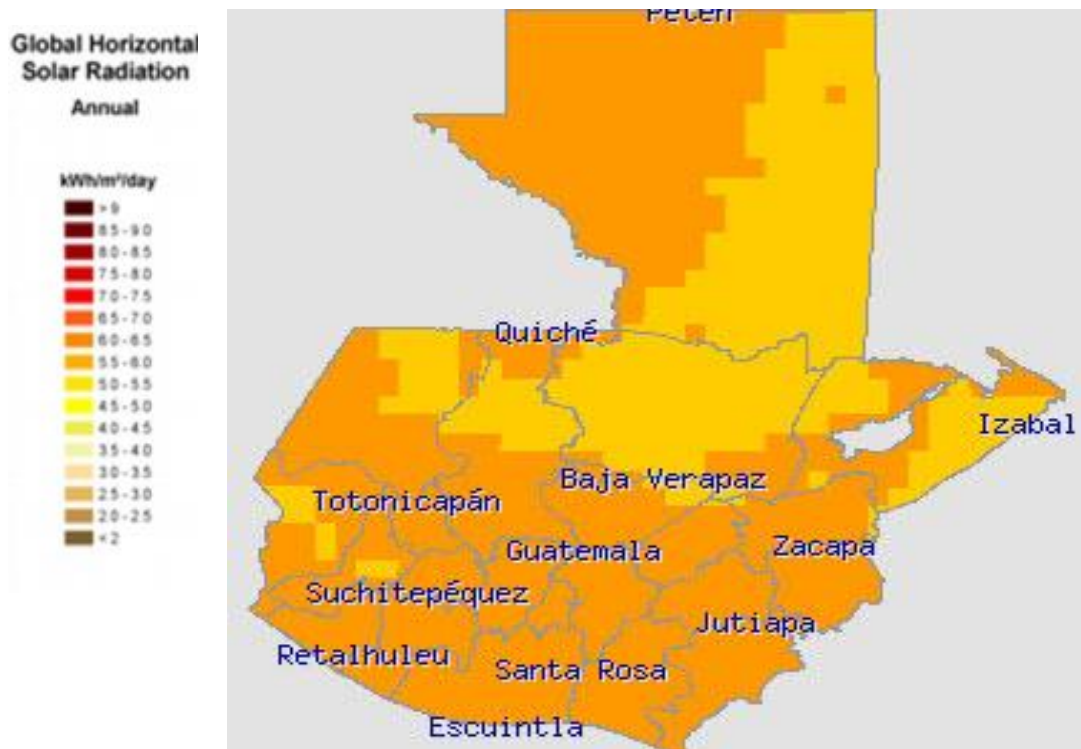 Global Horizontal
Solar Radiation
Annual
kWh/m²/day
> 9
8.5 - 9.0
8.0 - 8.5
7.5 - 8.0
7.0 - 7.5
6.5 - 7.0
6.0 - 6.5
5.5 - 6.0
5.0 - 5.5
4.5 - 5.0
4.0 - 4.5
3.5 - 4.0
3.0 - 3.5
2.5 - 3.0
2.0 - 2.5
< 2
Petén
Quiché
Izabal
Baja Verapaz
Totonicapán
Guatemala
Zacapa
Suchitepéquez
Jutiapa
Retalhuleu
Santa Rosa
Escuintla